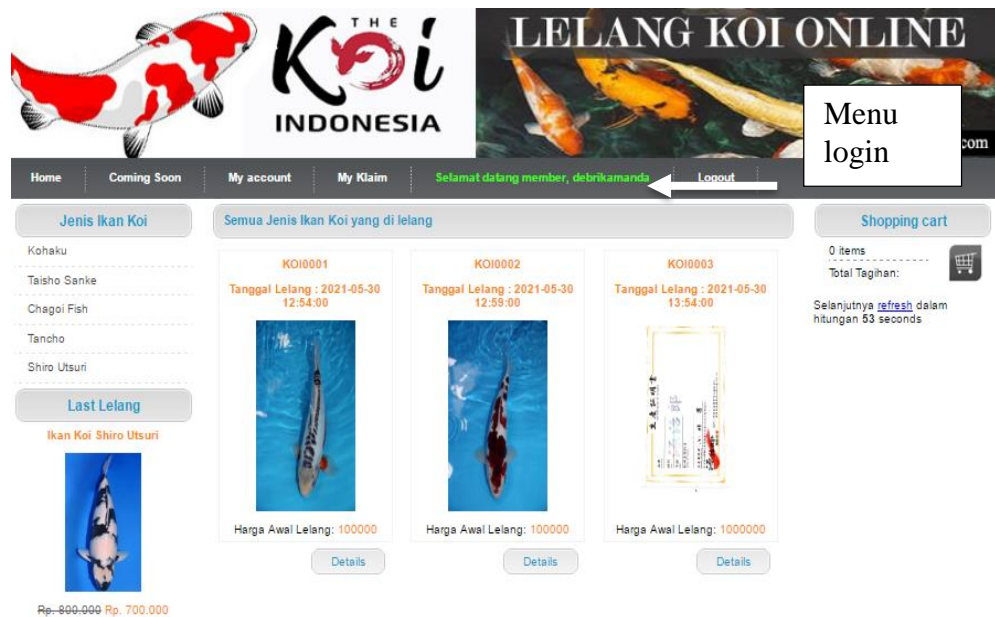 THE
Koi
INDONESIA
LELANG KOI ONLINE
Menu
login
com
Home
Coming Soon
My account
My Klaim
Selamat datang member, debrikamanda
Logout
Jenis Ikan Koi
Kohaku
Taisho Sanke
Chagoi Fish
Tancho
Shiro Utsuri
Last Lelang
Ikan Koi Shiro Utsuri
Rp. 800.000 Rp. 700.000
Semua Jenis Ikan Koi yang di lelang
KOI0001
Tanggal Lelang : 2021-05-30
12:54:00
Harga Awal Lelang: 100000
Details
KOI0002
Tanggal Lelang : 2021-05-30
12:59:00
Harga Awal Lelang: 100000
Details
KOI0003
Tanggal Lelang : 2021-05-30
13:54:00
Harga Awal Lelang: 1000000
Details
Shopping cart
0 items
Total Tagihan:
Selanjutnya refresh dalam
hitungan 53 seconds